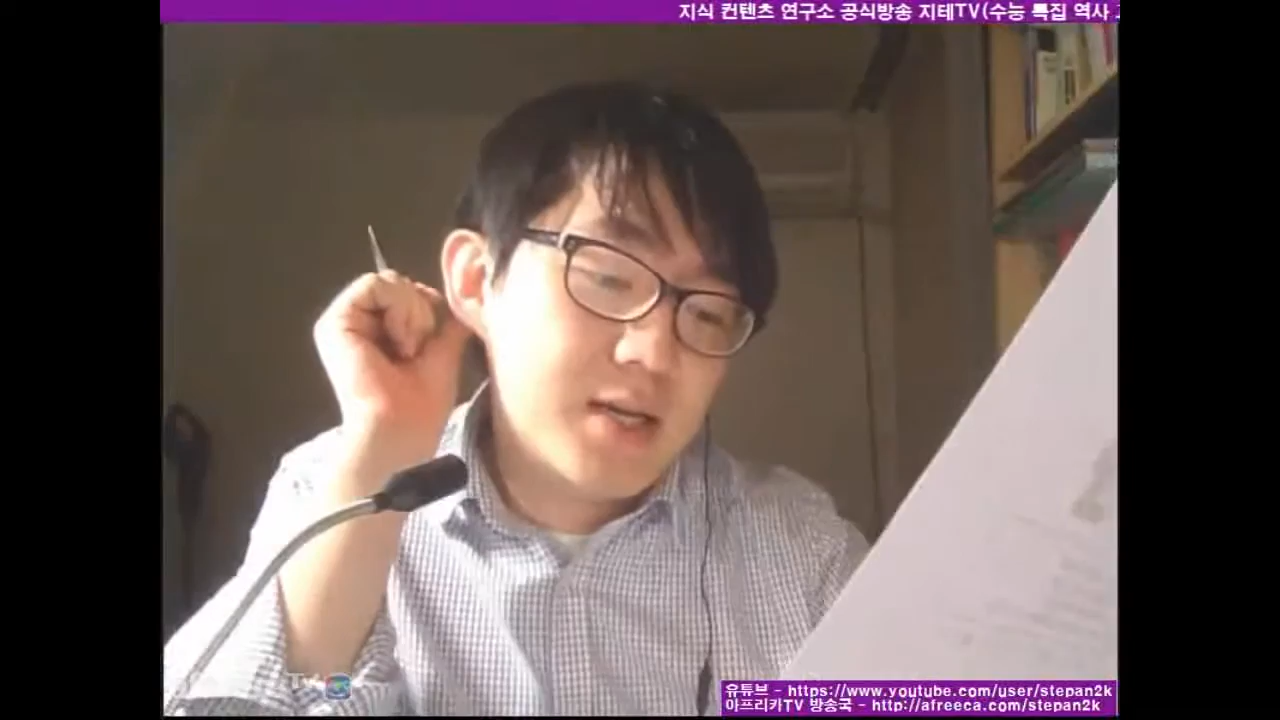 지식 컨텐츠 연구소 공식방송 지테TV(수능 특집 역사
유튜브 - https://www.youtube.com/user/stepan2k
아프리카TV 방송국 - http://afreeca.com/stepan2k